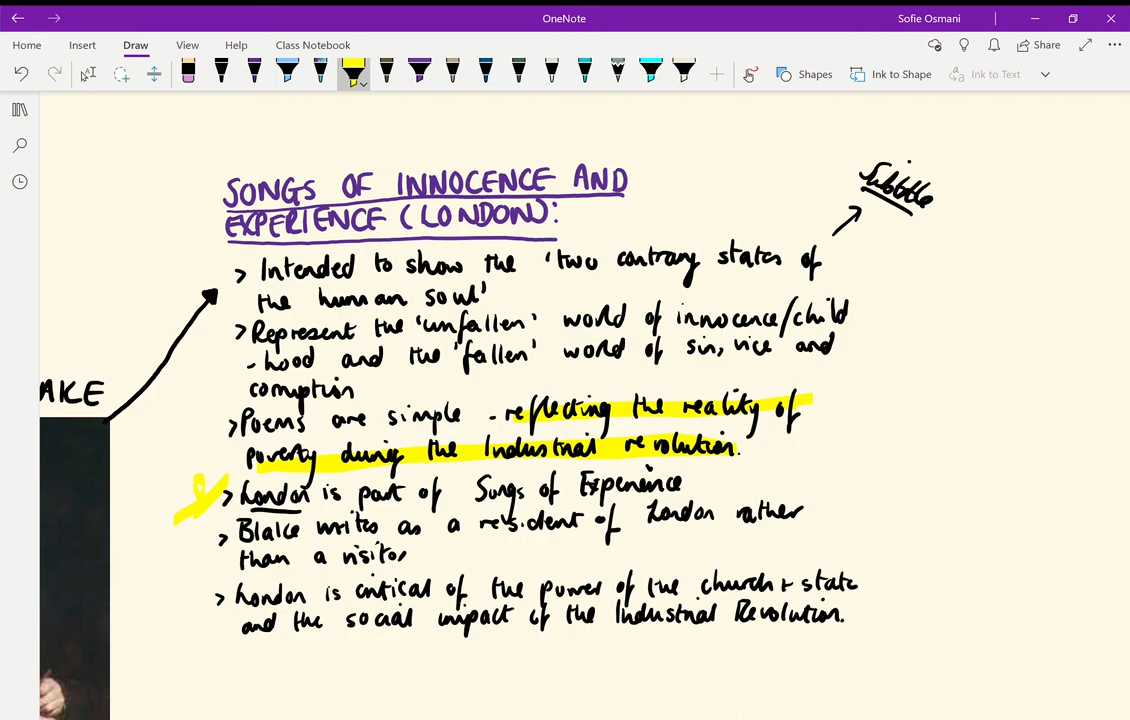 OneNote
Sofie Osmani
Home Insert Draw View Help Class Notebook
Share
Shapes Ink to Shape Ink to Text
Subtitle
SONGS OF INNOCENCE AND
EXPERIENCE (LONDON):
> Intended to show the 'two contrary states of
the human soul'
> Represent the 'unfallen' world of innocence/child
-hood and the 'fallen' world of sin, vice and
corruption
> Poems are simple - reflecting the reality of
poverty during the Industrial revolution.
> London is part of Songs of Experience
> Blake writes as a resident of London rather
than a visitor
> London is critical of the power of the church + state
and the social impact of the Industrial Revolution.
AKE